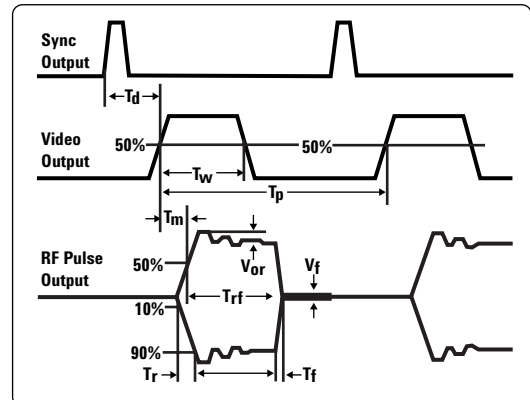 Sync
Output
Td
Video
Output
50%
50%
Tw
Tp
Tm
RF Pulse
Output
50%
Vor
Vf
Trf
10%
90%
Tr
Tf